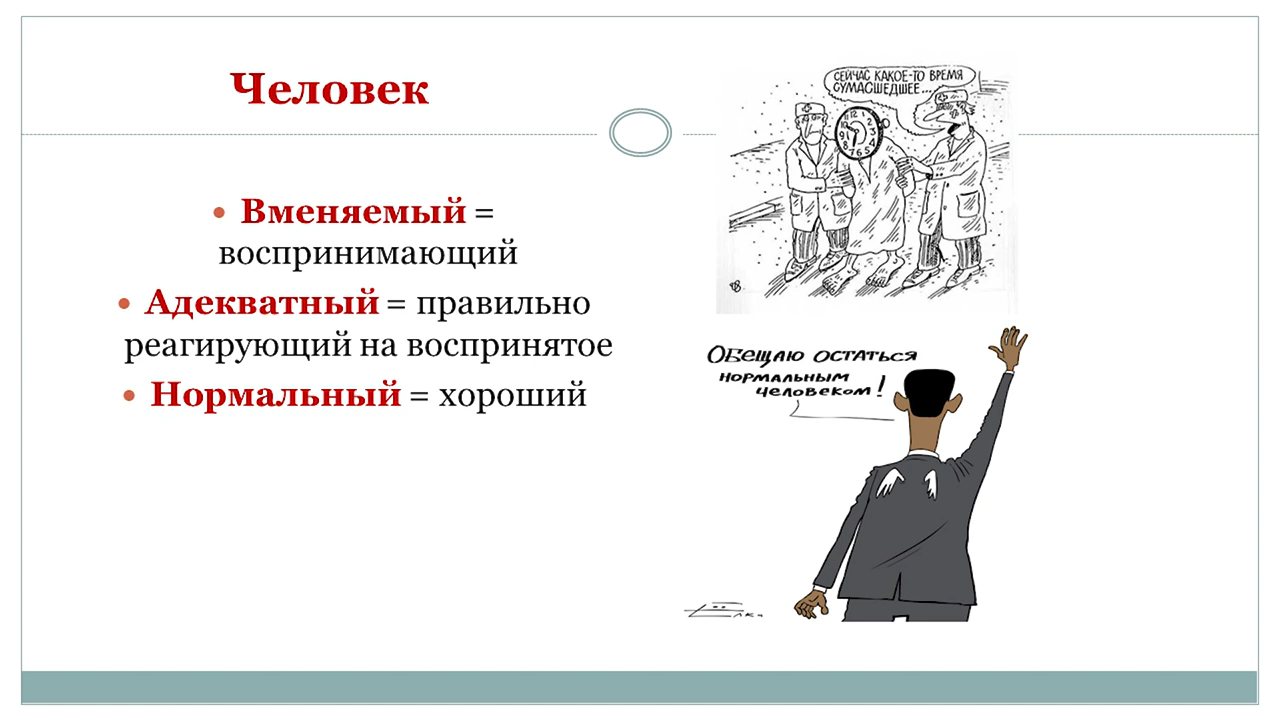 Человек
• Вменяемый =
воспринимающий
• Адекватный = правильно
реагирующий на воспринятое
• Нормальный = хороший
СЕЙЧАС КАКОЕ-ТО ВРЕМЯ
СУМАСШЕДШЕЕ...
ОБЕЩАЮ ОСТАТЬСЯ
НОРМАЛЬНЫМ
ЧЕЛОВЕКОМ!